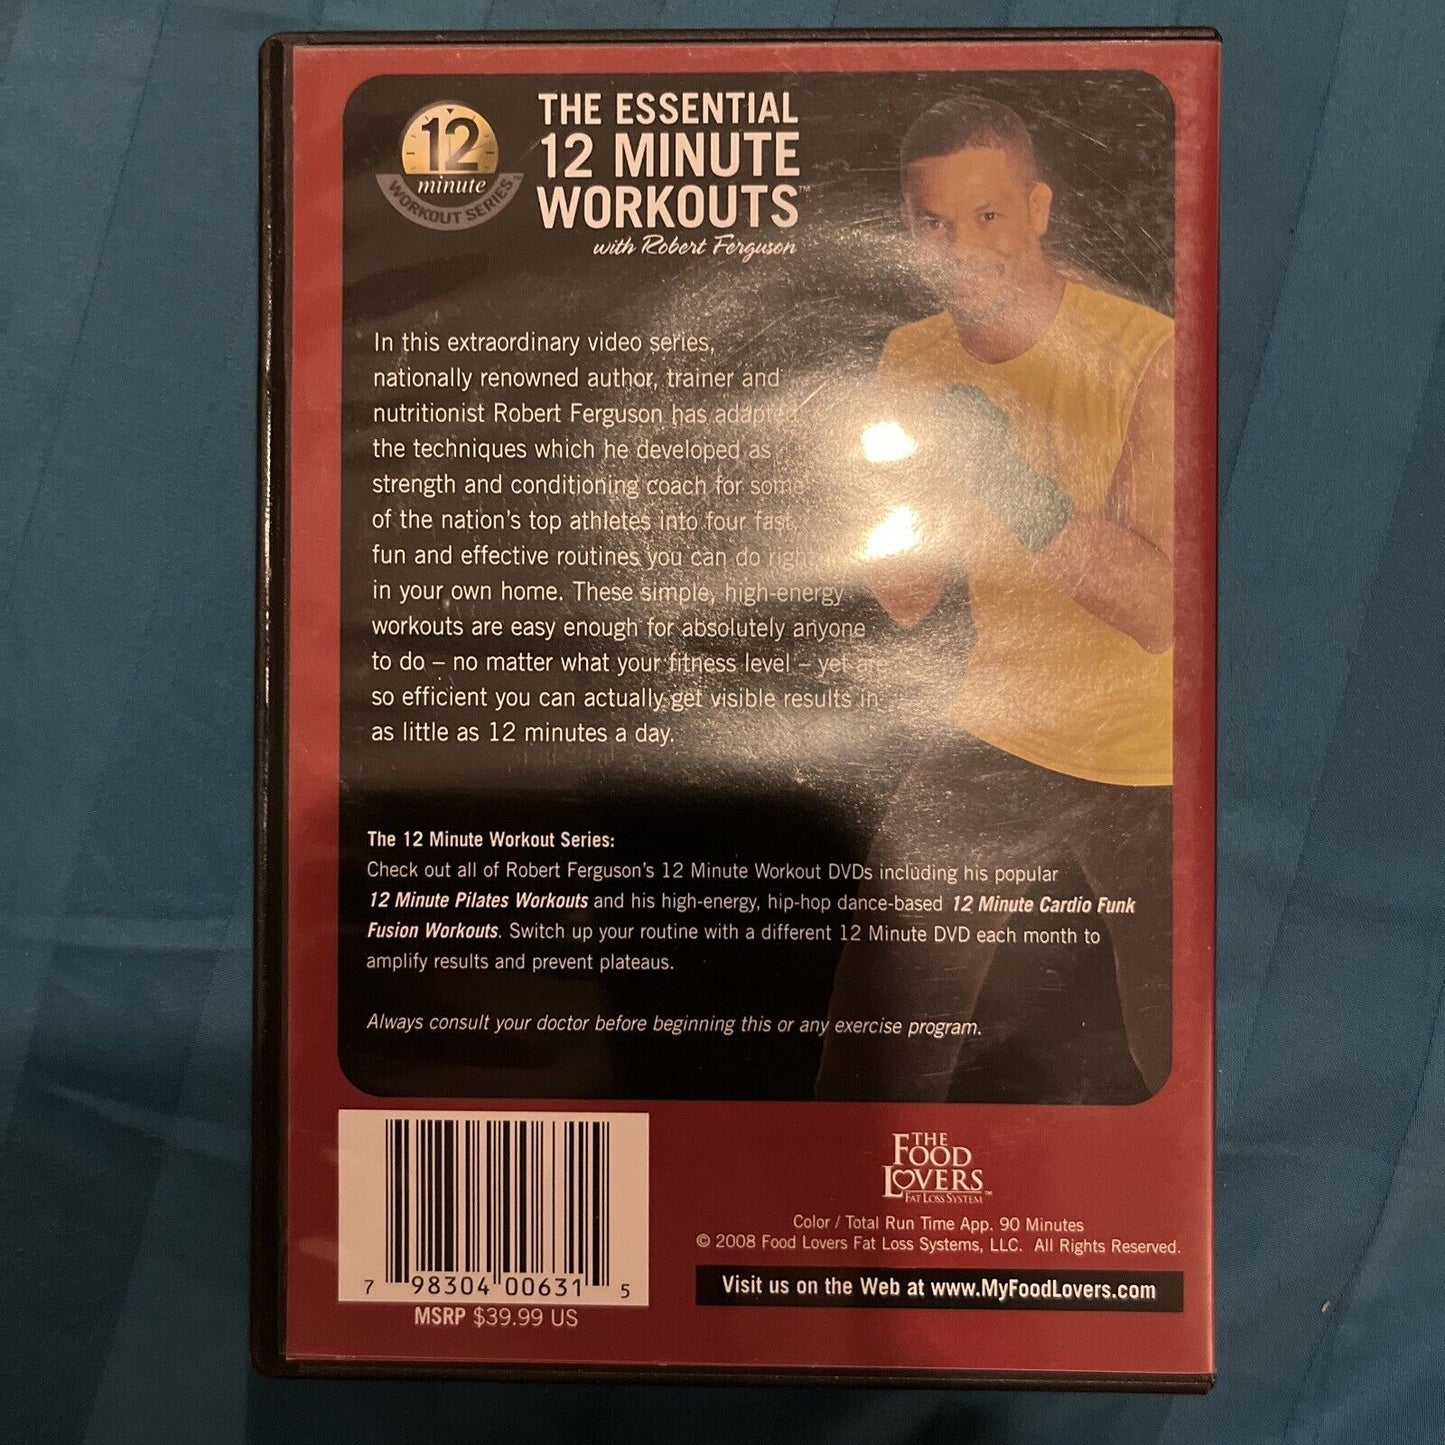 12
minute
WORKOUT SERIES
THE ESSENTIAL
12 MINUTE
WORKOUTS™
with Robert Ferguson
In this extraordinary video series,
nationally renowned author, trainer and
nutritionist Robert Ferguson has adapted
the techniques which he developed as
strength and conditioning coach for some
of the nation's top athletes into four fast,
fun and effective routines you can do right
in your own home. These simple, high-energy
workouts are easy enough for absolutely anyone
to do – no matter what your fitness level – yet are
so efficient you can actually get visible results in
as little as 12 minutes a day.
The 12 Minute Workout Series:
Check out all of Robert Ferguson's 12 Minute Workout DVDs including his popular
12 Minute Pilates Workouts and his high-energy, hip-hop dance-based 12 Minute Cardio Funk
Fusion Workouts. Switch up your routine with a different 12 Minute DVD each month to
amplify results and prevent plateaus.
Always consult your doctor before beginning this or any exercise program.
7 98304 00631 5
MSRP $39.99 US
THE
FOOD
LOVERS™
FAT LOSS SYSTEM
Color / Total Run Time App. 90 Minutes
© 2008 Food Lovers Fat Loss Systems, LLC. All Rights Reserved.
Visit us on the Web at www.MyFoodLovers.com